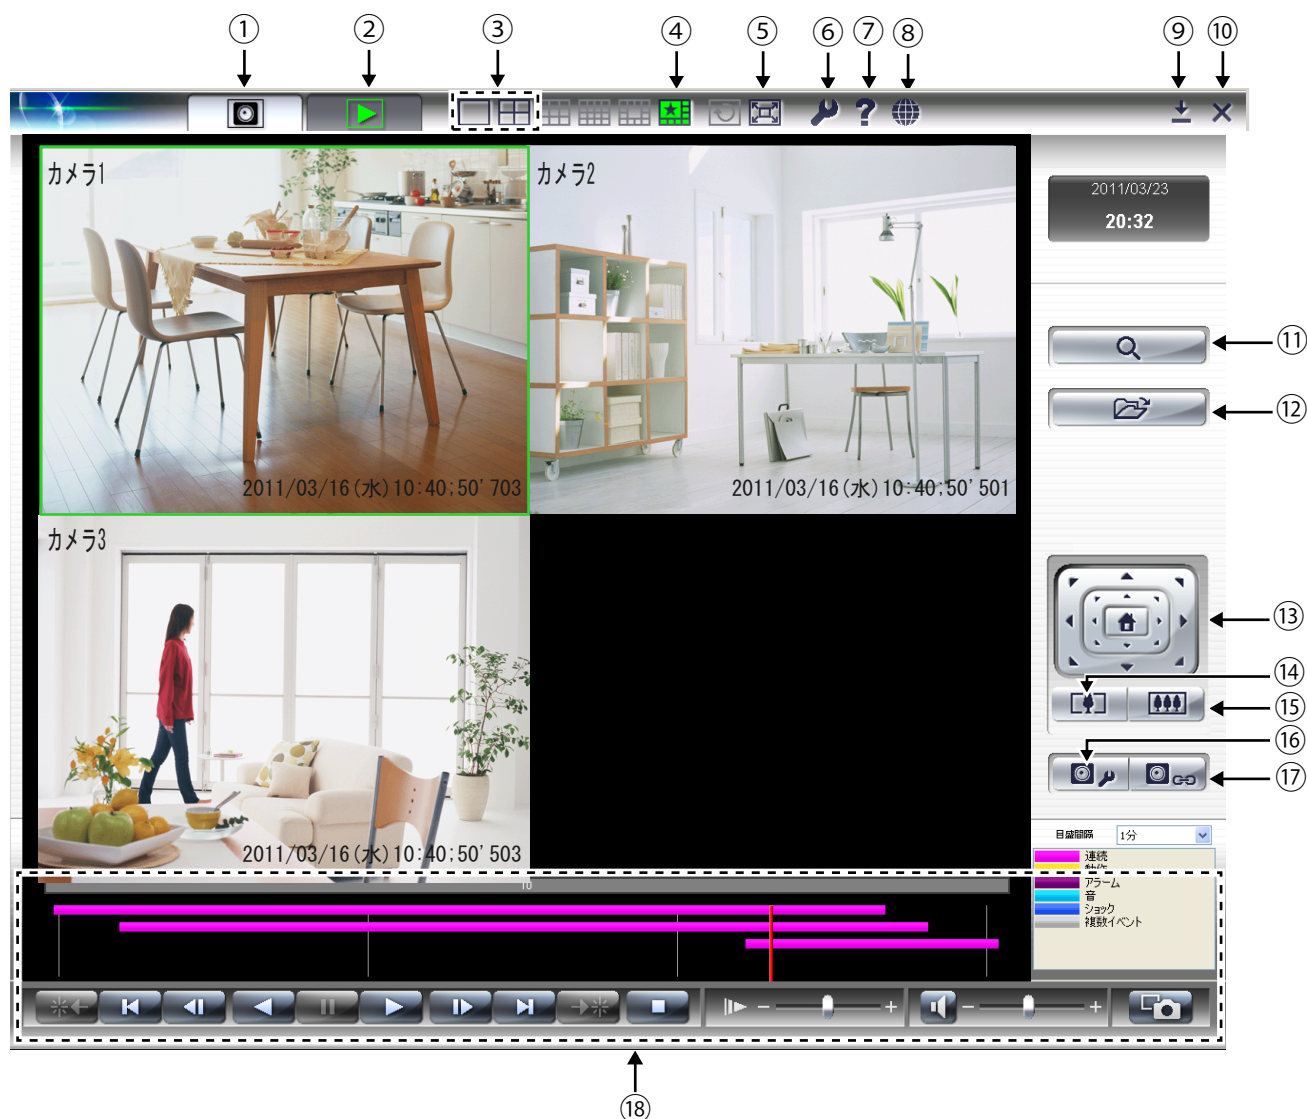 ① ② ③ ④ ⑤ ⑥ ⑦ ⑧ ⑨ ⑩
カメラ1
2011/03/16(水)10:40;50'703
カメラ2
2011/03/16(水)10:40;50'501
カメラ3
2011/03/16(水)10:40;50'503
2011/03/23
20:32
⑪
⑫
⑬
⑭
⑮
⑯
⑰
目盛間隔 1分
連続
動作
アラーム
音
ショック
複数イベント
10
− +
− +
⑱